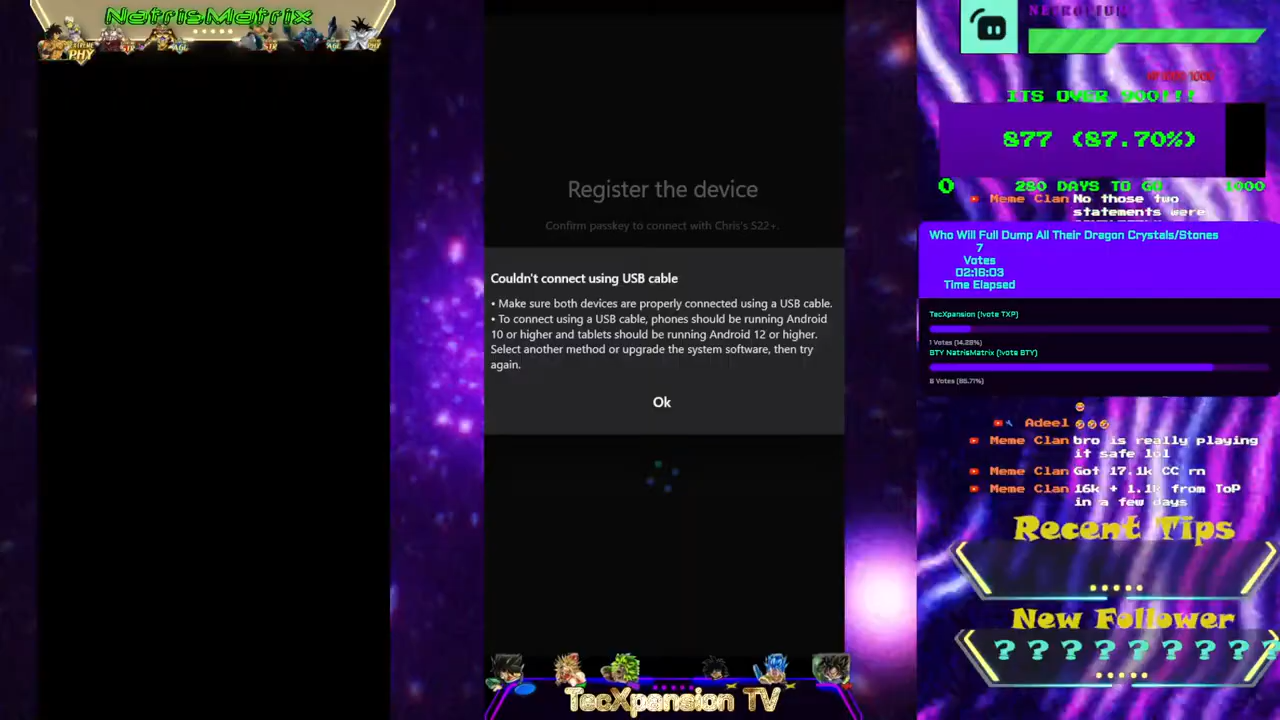 NatrisMatrix
EXTREME
PHY
STR
AGL
STR
AGL
PHY
Register the device
Confirm passkey to connect with Chris's S22+.
Couldn't connect using USB cable
• Make sure both devices are properly connected using a USB cable.
• To connect using a USB cable, phones should be running Android
10 or higher and tablets should be running Android 12 or higher.
Select another method or upgrade the system software, then try
again.
Ok
TecXpansion TV
ITS OVER 900!!!
877 (87.70%)
0
280 DAYS TO GO
1000
Meme Clan No those two
statements were
Who Will Full Dump All Their Dragon Crystals/Stones
7
Votes
02:16:03
Time Elapsed
TecXpansion (!vote TXP)
1 Votes (14.29%)
BTY NatrisMatrix (!vote BTY)
6 Votes (85.71%)
Adeel
Meme Clan bro is really playing
it safe lol
Meme Clan Got 17.1k CC rn
Meme Clan 16k + 1.1k from ToP
in a few days
Recent Tips
New Follower
? ? ? ? ? ? ? ? ?